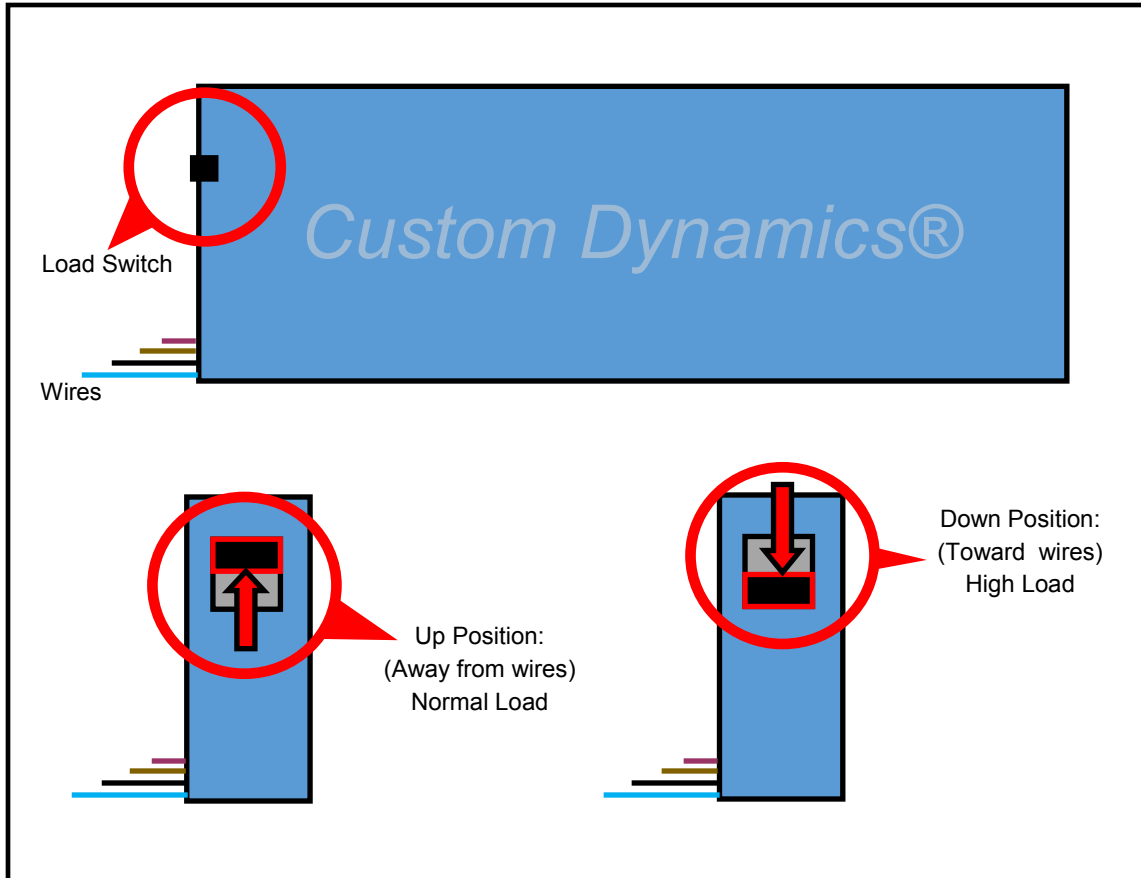 Custom Dynamics®
Load Switch
Wires
Down Position:
(Toward wires)
High Load
Up Position:
(Away from wires)
Normal Load